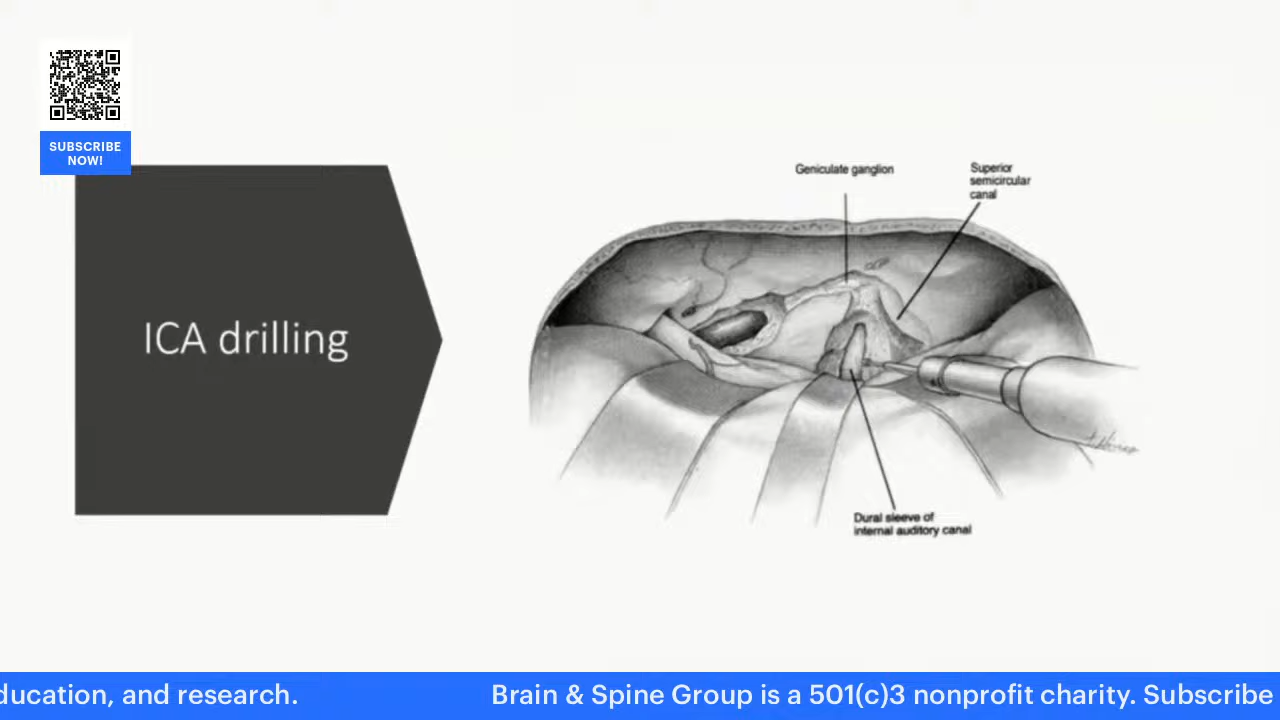 SUBSCRIBE
NOW!
ICA drilling
Geniculate ganglion
Superior
semicircular
canal
Dural sleeve of
internal auditory canal
ducation, and research.
Brain & Spine Group is a 501(c)3 nonprofit charity. Subscribe